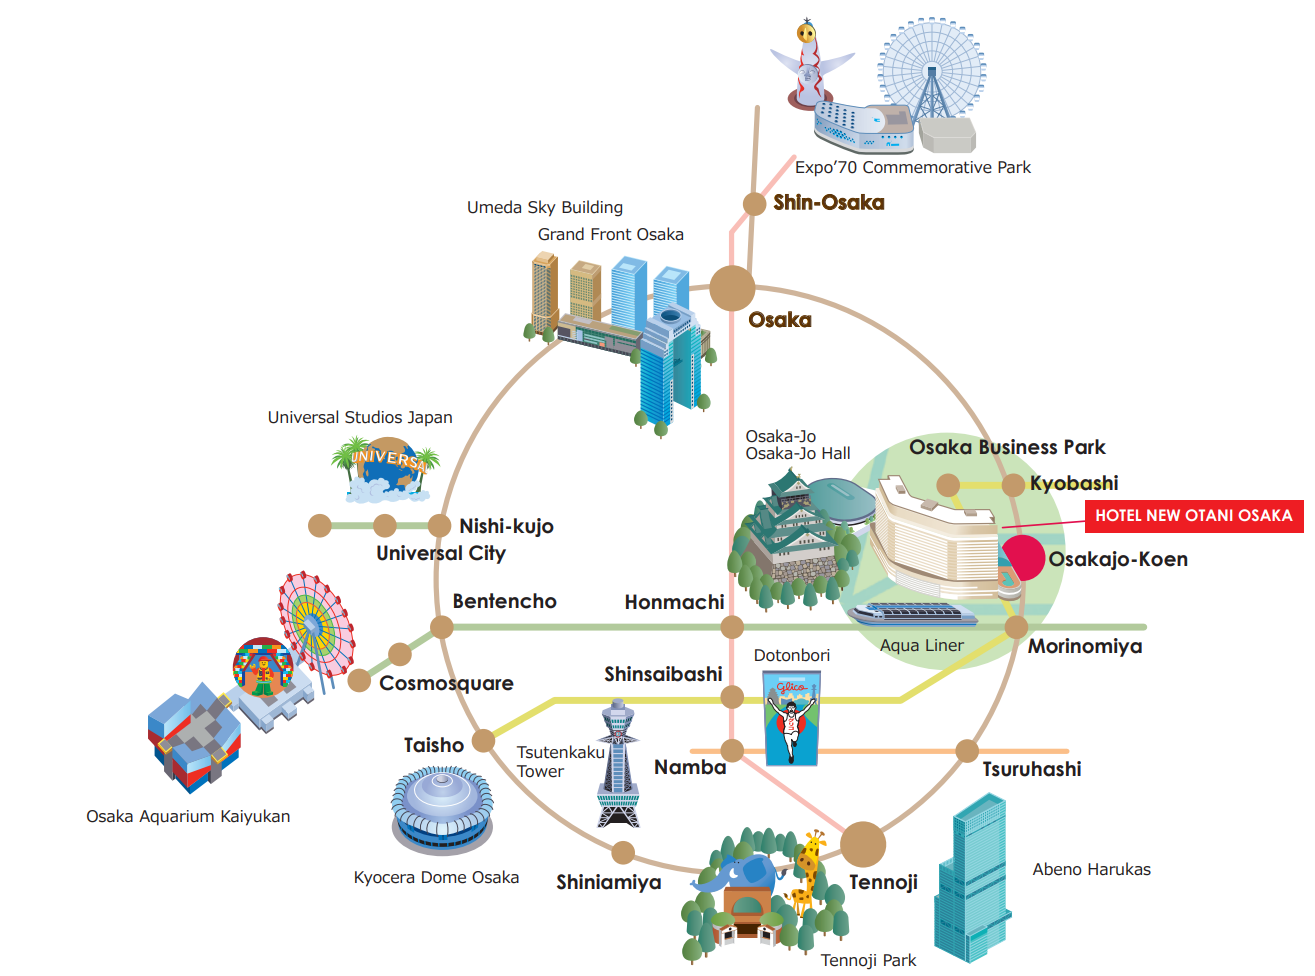 Expo'70 Commemorative Park
Shin-Osaka
Umeda Sky Building
Grand Front Osaka
Osaka
Universal Studios Japan
UNIVERSAL
Osaka-Jo
Osaka-Jo Hall
Osaka Business Park
Kyobashi
HOTEL NEW OTANI OSAKA
Nishi-kujo
Universal City
Osakajo-Koen
Bentencho
Honmachi
Aqua Liner
Morinomiya
Dotonbori
Shinsaibashi
Cosmosquare
Glico
Taisho
Tsutenkaku
Tower
Namba
Tsuruhashi
Osaka Aquarium Kaiyukan
Kyocera Dome Osaka
Shiniamiya
Tennoji
Abeno Harukas
Tennoji Park